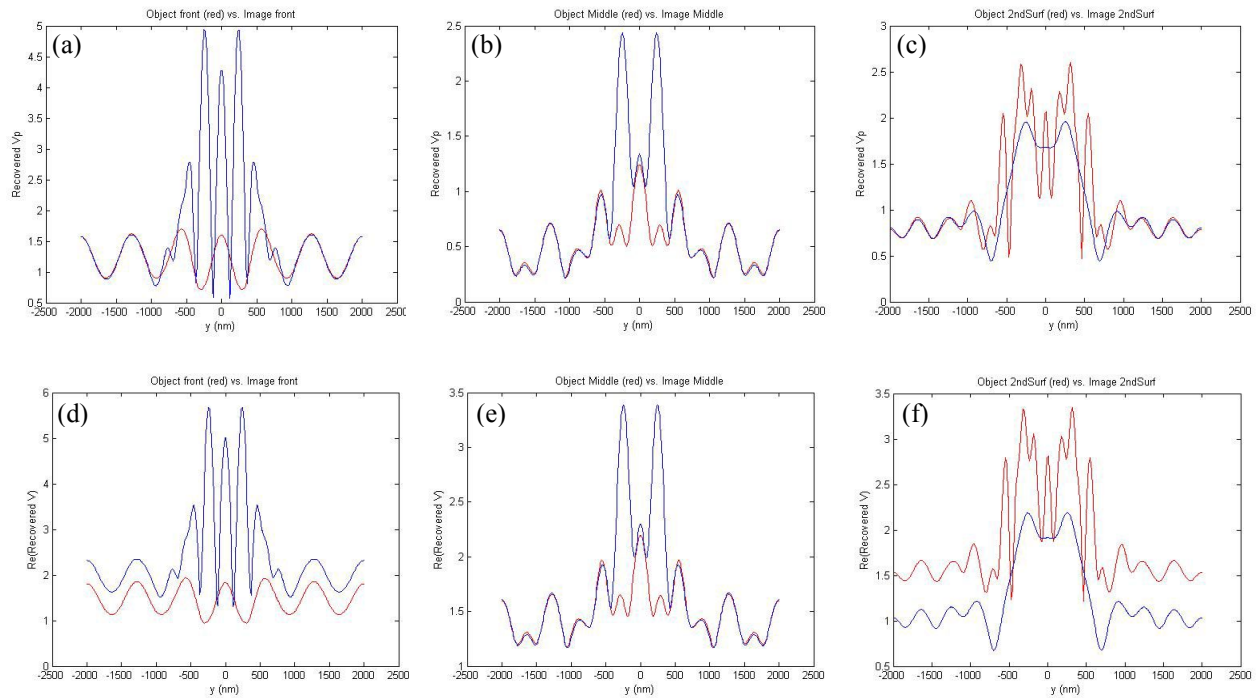 Object front (red) vs. Image front
(a)
5
4.5
4
3.5
3
2.5
2
1.5
1
0.5
Recovered Vp
-2500 -2000 -1500 -1000 -500 0 500 1000 1500 2000 2500
y (nm)
Object Middle (red) vs. Image Middle
(b)
2.5
2
1.5
1
0.5
0
Recovered Vp
-2500 -2000 -1500 -1000 -500 0 500 1000 1500 2000 2500
y (nm)
Object 2ndSurf (red) vs. Image 2ndSurf
(c)
3
2.5
2
1.5
1
0.5
0
Recovered Vp
-2000 -1500 -1000 -500 0 500 1000 1500 2000 2500
y (nm)
Object front (red) vs. Image front
(d)
6
5
4
3
2
1
0
Re(Recovered V)
-2500 -2000 -1500 -1000 -500 0 500 1000 1500 2000 2500
y (nm)
Object Middle (red) vs. Image Middle
(e)
3.5
3
2.5
2
1.5
1
Re(Recovered V)
-2500 -2000 -1500 -1000 -500 0 500 1000 1500 2000 2500
y (nm)
Object 2ndSurf (red) vs. Image 2ndSurf
(f)
3.5
3
2.5
2
1.5
1
0.5
Re(Recovered V)
-2500 -2000 -1500 -1000 -500 0 500 1000 1500 2000 2500
y (nm)